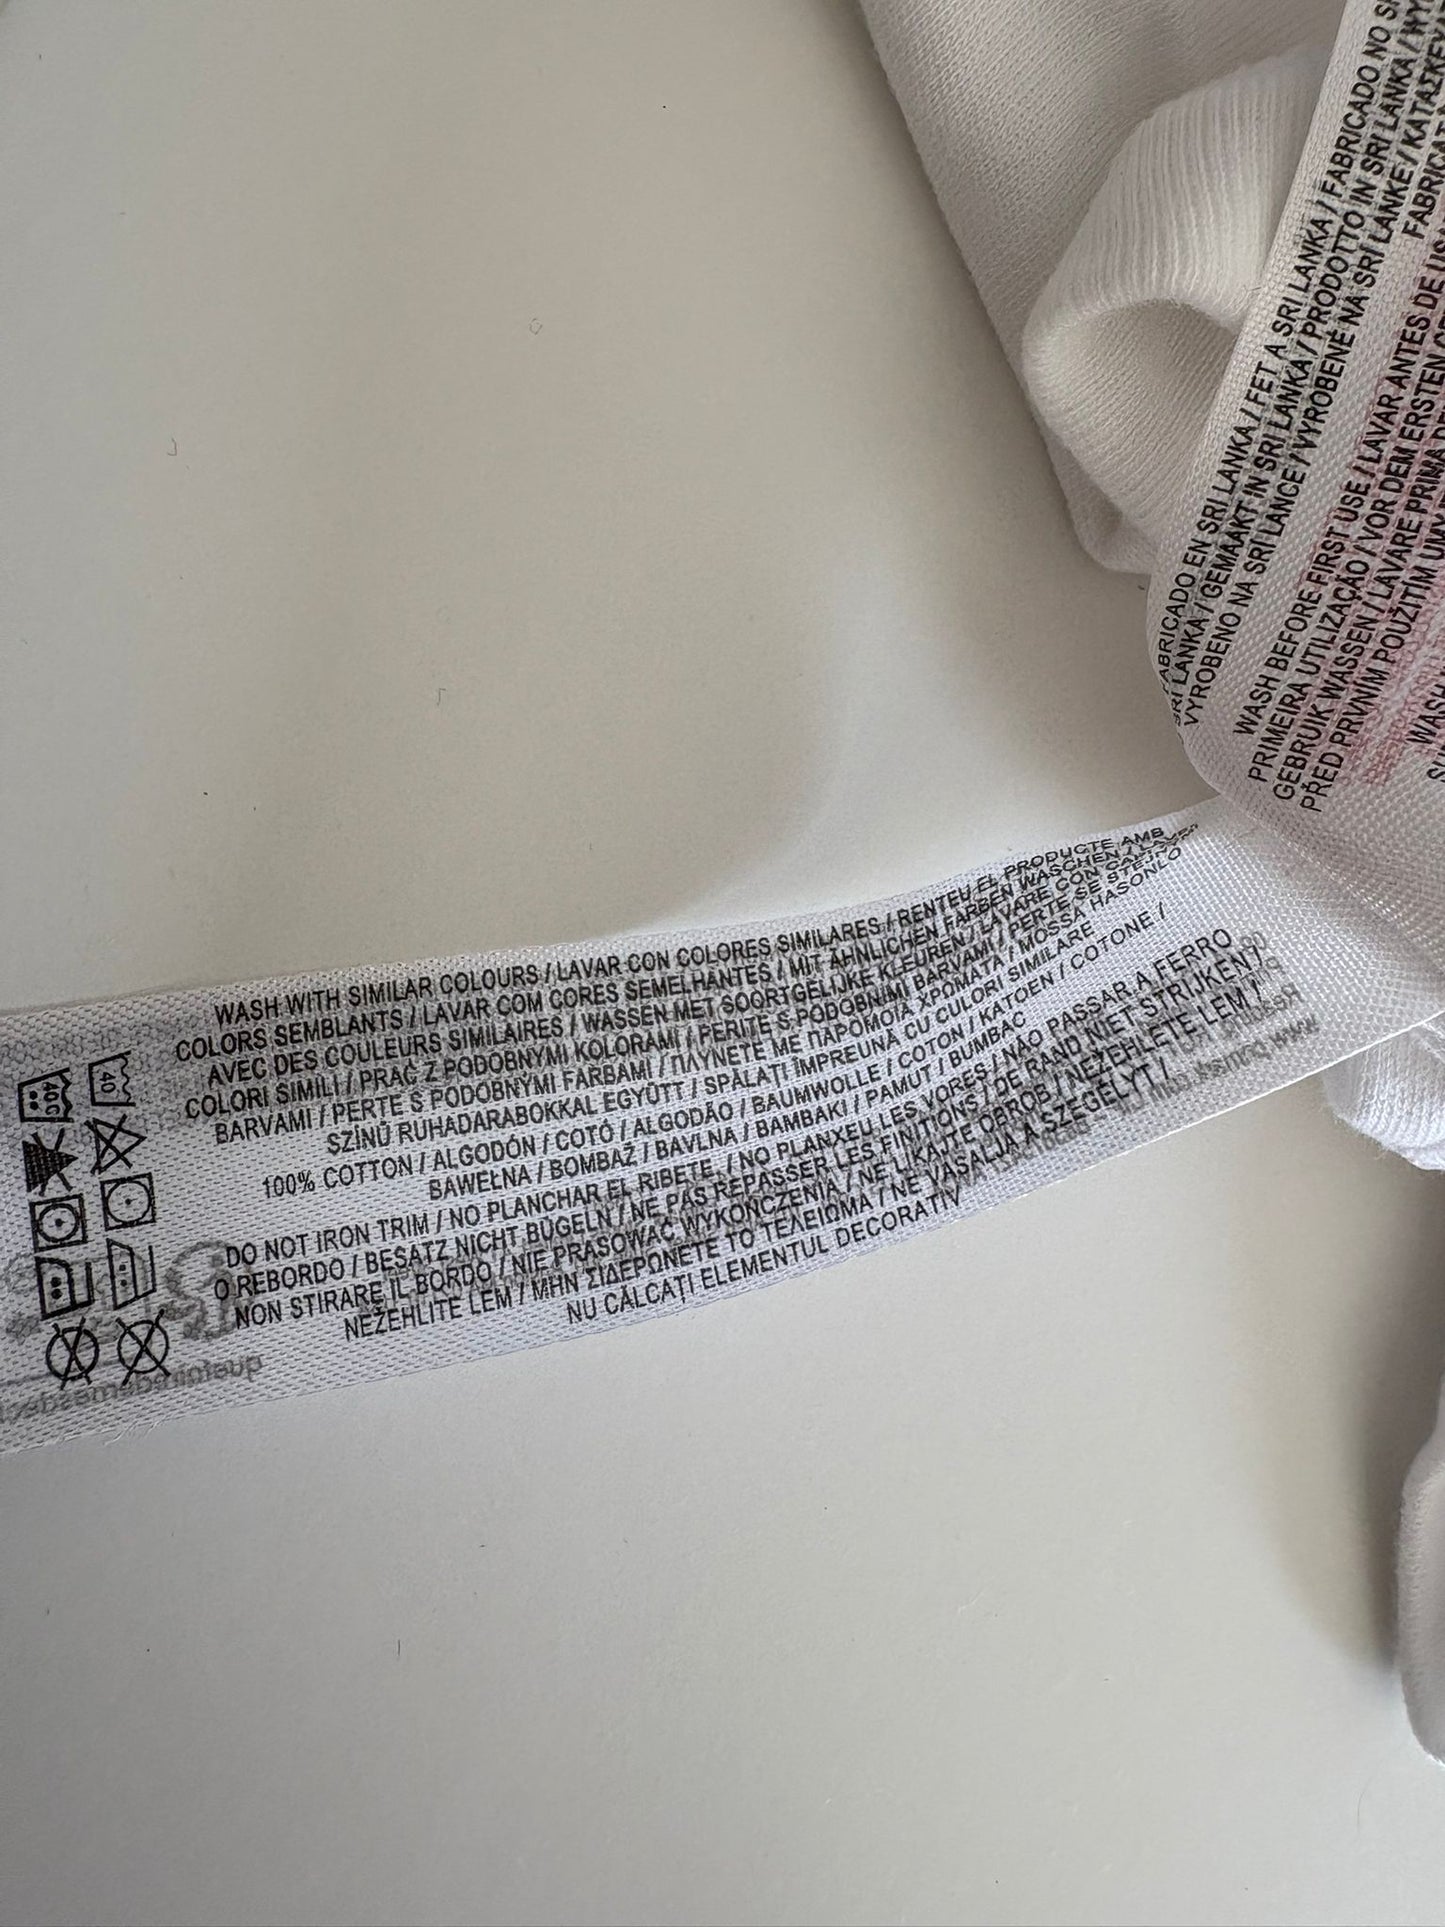 FABRICADO EN SRI LANKA / FET A SRI LANKA / FABRICADO NO
SRI LANKA / GEMAAKT IN SRI LANKA / PRODOTTO IN SRI LANKA /
VYROBENO NA SRI LANCE / VYROBENÉ NA SRI LANKE /
FABRICAT
WASH BEFORE FIRST USE / LAVAR ANTES DE
PRIMEIRA UTILIZAÇÃO / VOR DEM ERSTEN
GEBRUIK WASSEN / LAVARE PRIMA
PŘED PRVNIM POUŽITÍM
WASH
WASH WITH SIMILAR COLOURS / LAVAR CON COLORES SIMILARES / RENTEU EL PRODUCTE AMB
COLORS SEMBLANTS / LAVAR COM CORES SEMELHANTES / MIT ÄHNLICHEN FARBEN WASCHEN / LAVER
AVEC DES COULEURS SIMILAIRES / WASSEN MET SOORTGELIJKE KLEUREN / LAVARE CON CAPI
COLORI SIMILI / PRAĆ Z PODOBNYMI KOLORAMI / PERITE S PODOBNÍMI BARVAMI / PERTE SE STEJNO
BARVAMI / PERTE S PODOBNÝMI FARBAMI / ΠΛΥΝΕΤΕ ΜΕ ΠΑΡΟΜΟΙΑ ΧΡΩΜΑΤΑ / MOSSA HASONLÓ
SZÍNŰ RUHADARABOKKAL EGYÜTT / SPĂLAȚI ÎMPREUNĂ CU CULORI SIMILARE
100% COTTON / ALGODÓN / COTÓ / ALGODÃO / BAUMWOLLE / COTON / KATOEN / COTONE /
BAWEŁNA / BOMBAŽ / BAVLNA / BAMBAKI / PAMUT / BUMBAC
DO NOT IRON TRIM / NO PLANCHAR EL RIBETE / NO PLANXEU LES VORES / NÃO PASSAR A FERRO
O REBORDO / BESATZ NICHT BÜGELN / NE PAS REPASSER LES FINITIONS / DE RAND NIET STRIJKEN /
NON STIRARE IL BORDO / NIE PRASOWAĆ WYKOŃCZENIA / NE LIKAJTE OBROB / NEŽEHLETE LEM /
NEŽEHLITE LEM / ΜΗΝ ΣΙΔΕΡΩΝΕΤΕ ΤΟ ΤΕΛΕΙΩΜΑ / NE VASALJA A SZEGÉLYT /
NU CĂLCAȚI ELEMENTUL DECORATIV
40C
40